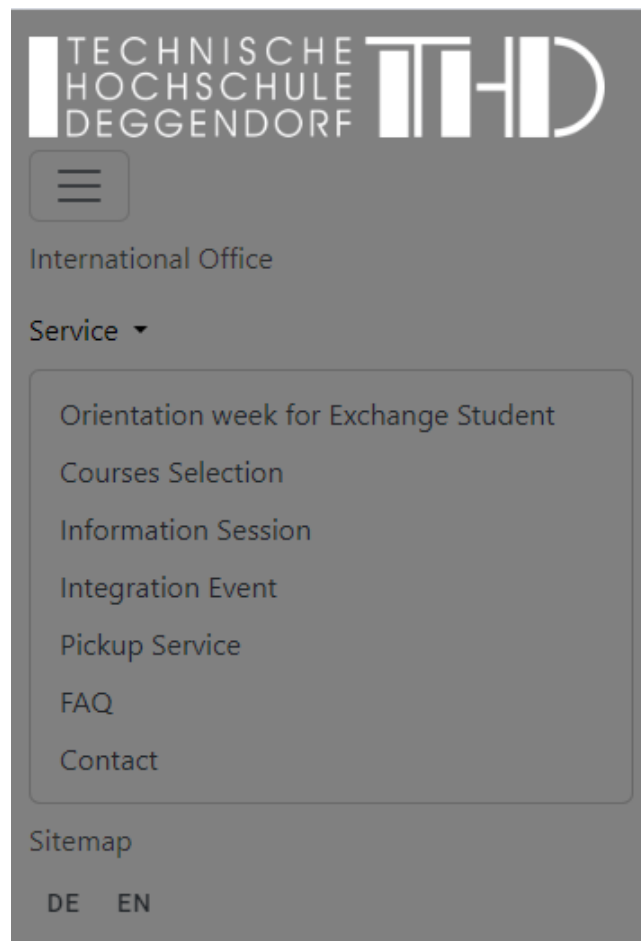 TECHNISCHE
HOCHSCHULE
DEGGENDORF
THD
International Office
Service
Orientation week for Exchange Student
Courses Selection
Information Session
Integration Event
Pickup Service
FAQ
Contact
Sitemap
DE EN